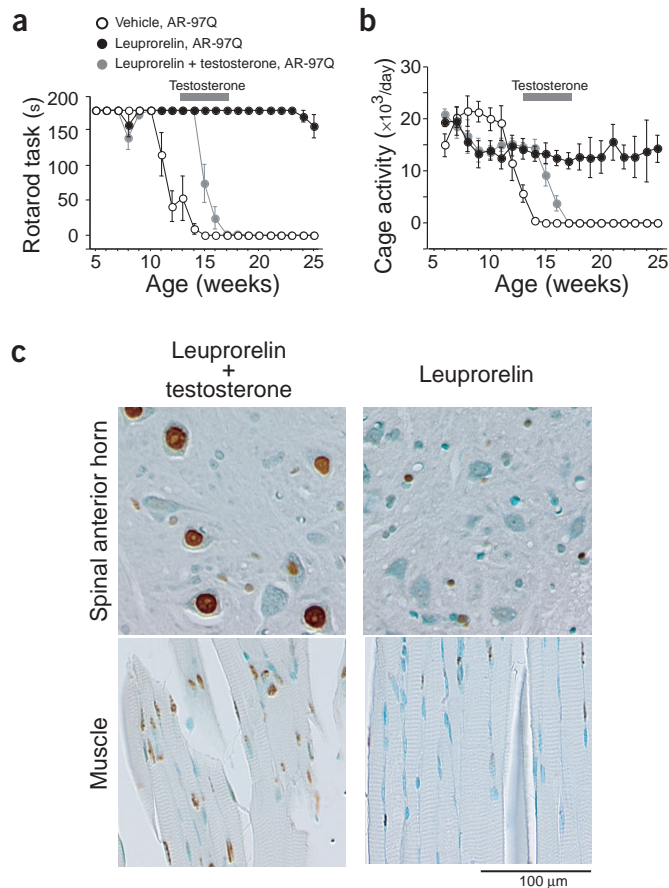 a
Vehicle, AR-97Q
Leuprorelin, AR-97Q
Leuprorelin + testosterone, AR-97Q
Testosterone
Rotarod task (s)
180
150
100
50
0
5 10 15 20 25
Age (weeks)
b
Testosterone
Cage activity (×10³/day)
30
20
10
0
5 10 15 20 25
Age (weeks)
c
Leuprorelin
+
testosterone
Leuprorelin
Spinal anterior horn
Muscle
100 µm